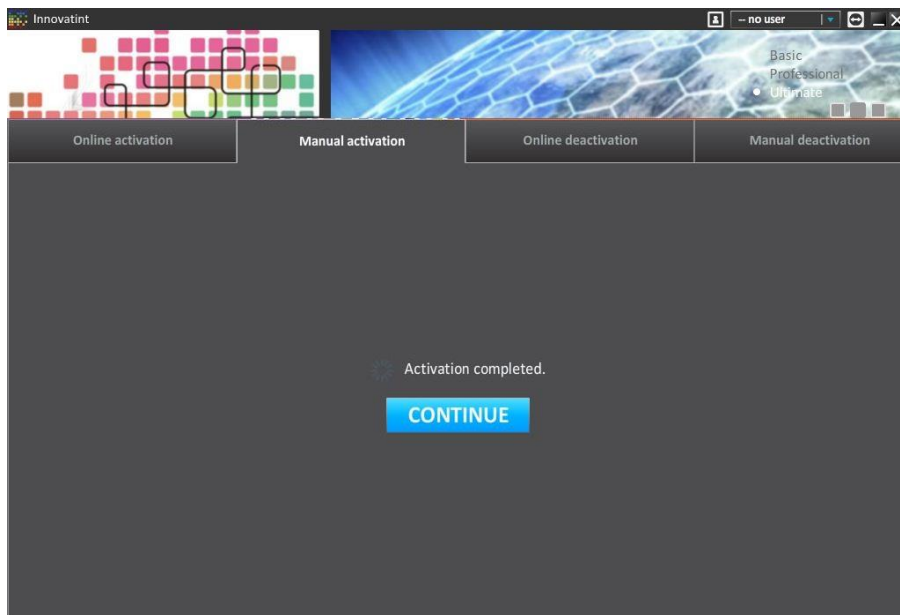 Innovatint
-- no user
Basic
Professional
Ultimate
Online activation
Manual activation
Online deactivation
Manual deactivation
Activation completed.
CONTINUE